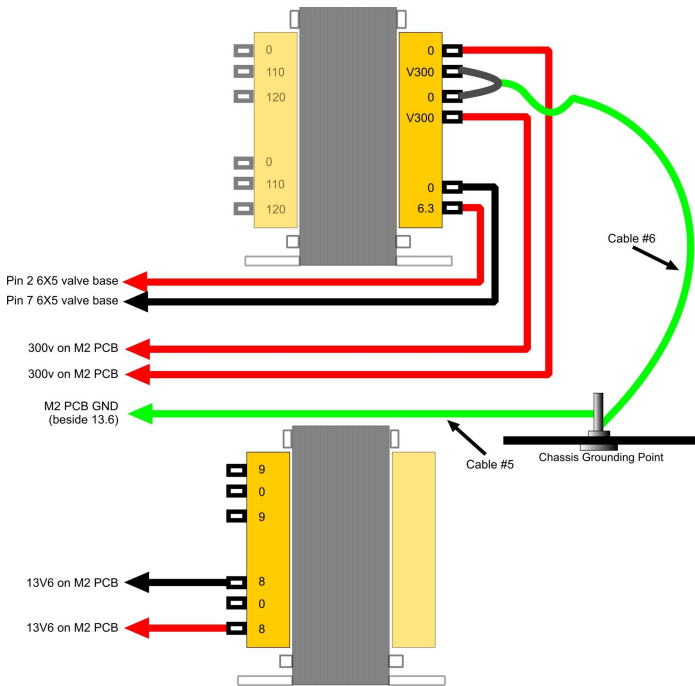 0
110
120
0
110
120
0
V300
0
V300
0
6.3
Cable #6
Pin 2 6X5 valve base
Pin 7 6X5 valve base
300v on M2 PCB
300v on M2 PCB
M2 PCB GND
(beside 13.6)
Cable #5
Chassis Grounding Point
9
0
9
8
0
8
13V6 on M2 PCB
13V6 on M2 PCB